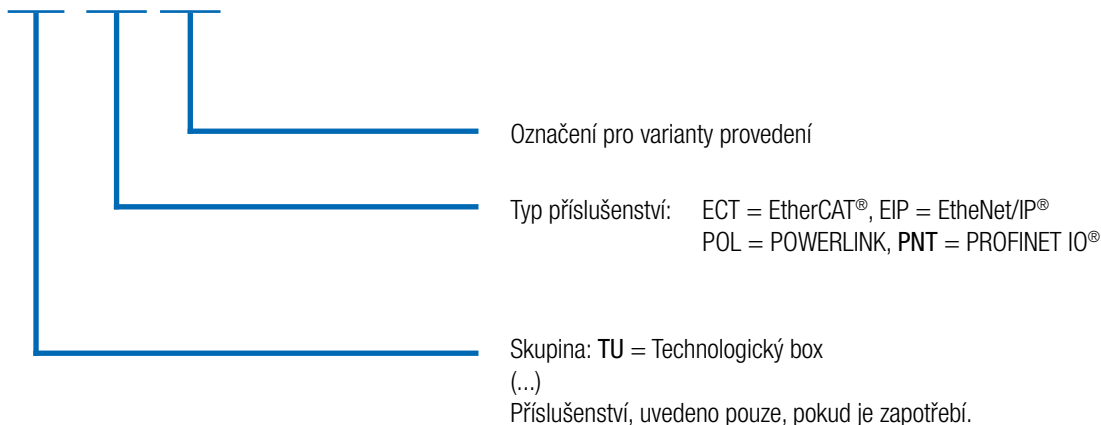 Označení pro varianty provedení
Typ příslušenství: ECT = EtherCAT®, EIP = EtheNet/IP®
POL = POWERLINK, PNT = PROFINET IO®
Skupina: TU = Technologický box
(...)
Příslušenství, uvedeno pouze, pokud je zapotřebí.